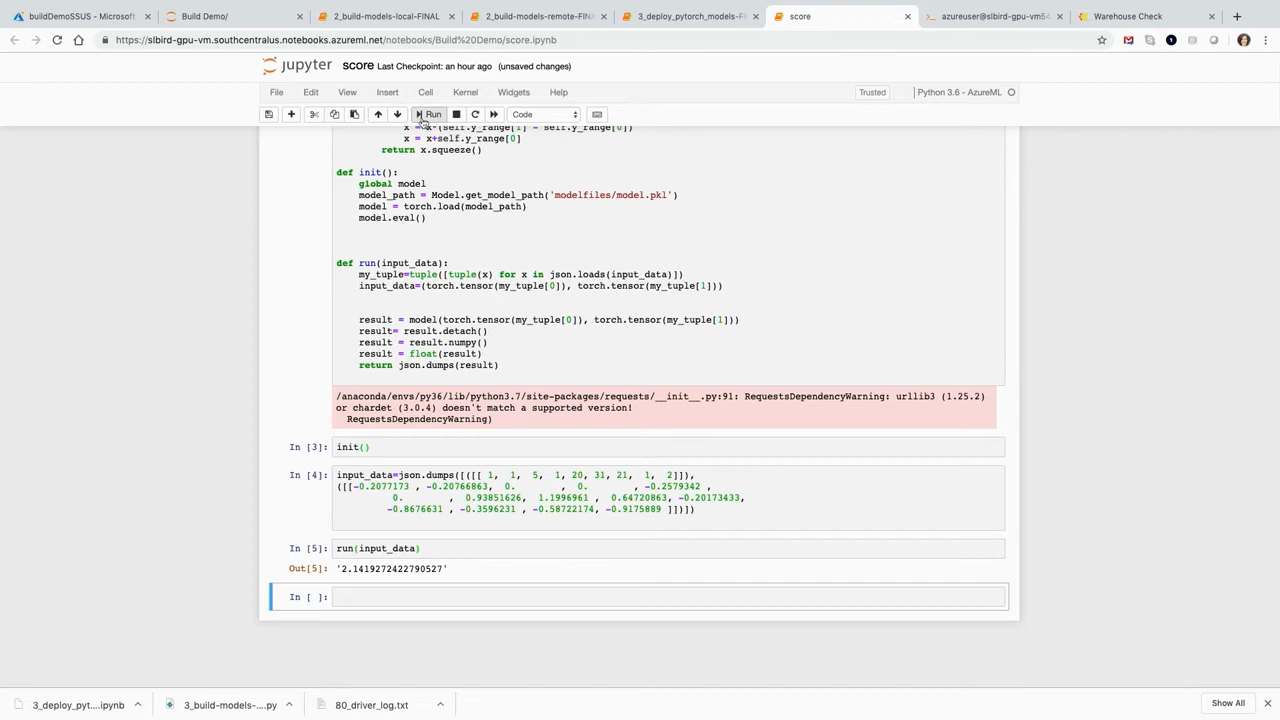 buildDemoSSUS - Microsoft
Build Demo/
2_build-models-local-FINAL
2_build-models-remote-FINAL
3_deploy_pytorch_models-F
score
azureuser@slbird-gpu-vm54
Warehouse Check
https://slbird-gpu-vm.southcentralus.notebooks.azureml.net/notebooks/Build%20Demo/score.ipynb
jupyter score Last Checkpoint: an hour ago (unsaved changes)
File Edit View Insert Cell Kernel Widgets Help Trusted Python 3.6 - AzureML
Run Code
x = x*(self.y_range[1] - self.y_range[0])
x = x+self.y_range[0]
return x.squeeze()
def init():
global model
model_path = Model.get_model_path('modelfiles/model.pkl')
model = torch.load(model_path)
model.eval()
def run(input_data):
my_tuple=tuple([tuple(x) for x in json.loads(input_data)])
input_data=(torch.tensor(my_tuple[0]), torch.tensor(my_tuple[1]))
result = model(torch.tensor(my_tuple[0]), torch.tensor(my_tuple[1]))
result= result.detach()
result = result.numpy()
result = float(result)
return json.dumps(result)
/anaconda/envs/py36/lib/python3.7/site-packages/requests/__init__.py:91: RequestsDependencyWarning: urllib3 (1.25.2)
or chardet (3.0.4) doesn't match a supported version!
RequestsDependencyWarning)
In [3]: init()
In [4]: input_data=json.dumps([([[ 1, 1, 5, 1, 20, 31, 21, 1, 2]]),
([[-0.2077173 , -0.20766863, 0. , 0. , -0.2579342 ,
0. , 0.93851626, 1.1996961 , 0.64720863, -0.20173433,
-0.8676631 , -0.3596231 , -0.58722174, -0.9175889 ]])])
In [5]: run(input_data)
Out[5]: '2.1419272422790527'
In [ ]:
3_deploy_pyt....ipynb
3_build-models-....py
80_driver_log.txt
Show All